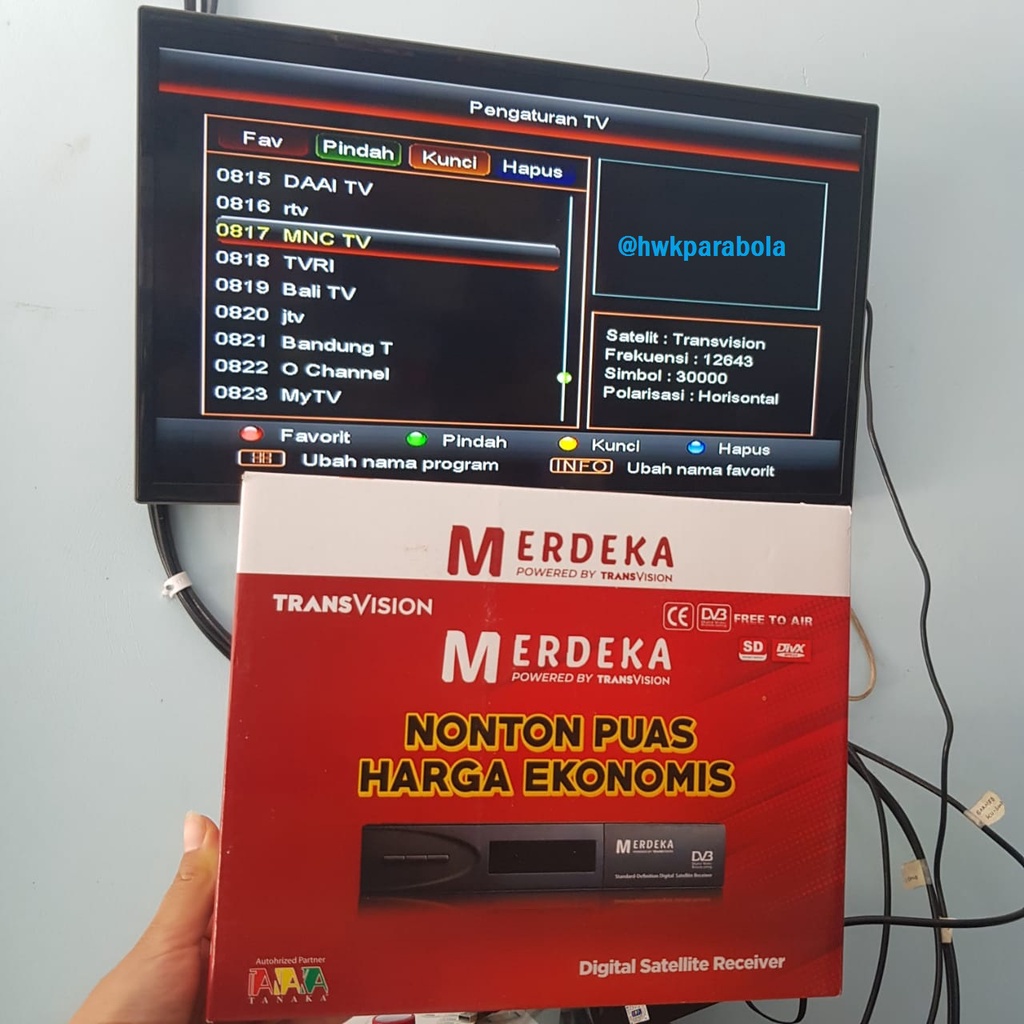 Pengaturan TV
Fav Pindah Kunci Hapus
0815 DAAI TV
0816 rtv
0817 MNC TV
0818 TVRI
0819 Bali TV
0820 jtv
0821 Bandung T
0822 O Channel
0823 MyTV
@hwkparabola
Satelit : Transvision
Frekuensi : 12643
Simbol : 30000
Polarisasi : Horisontal
Favorit Pindah Kunci Hapus
Ubah nama program INFO Ubah nama favorit
MERDEKA
POWERED BY TRANSVISION
TRANSVISION
CE DVB FREE TO AIR
SD DIVX
MERDEKA
POWERED BY TRANSVISION
NONTON PUAS
HARGA EKONOMIS
MERDEKA
DVB
Standard Definition Digital Satellite Receiver
Authorized Partner
TANAKA
Digital Satellite Receiver